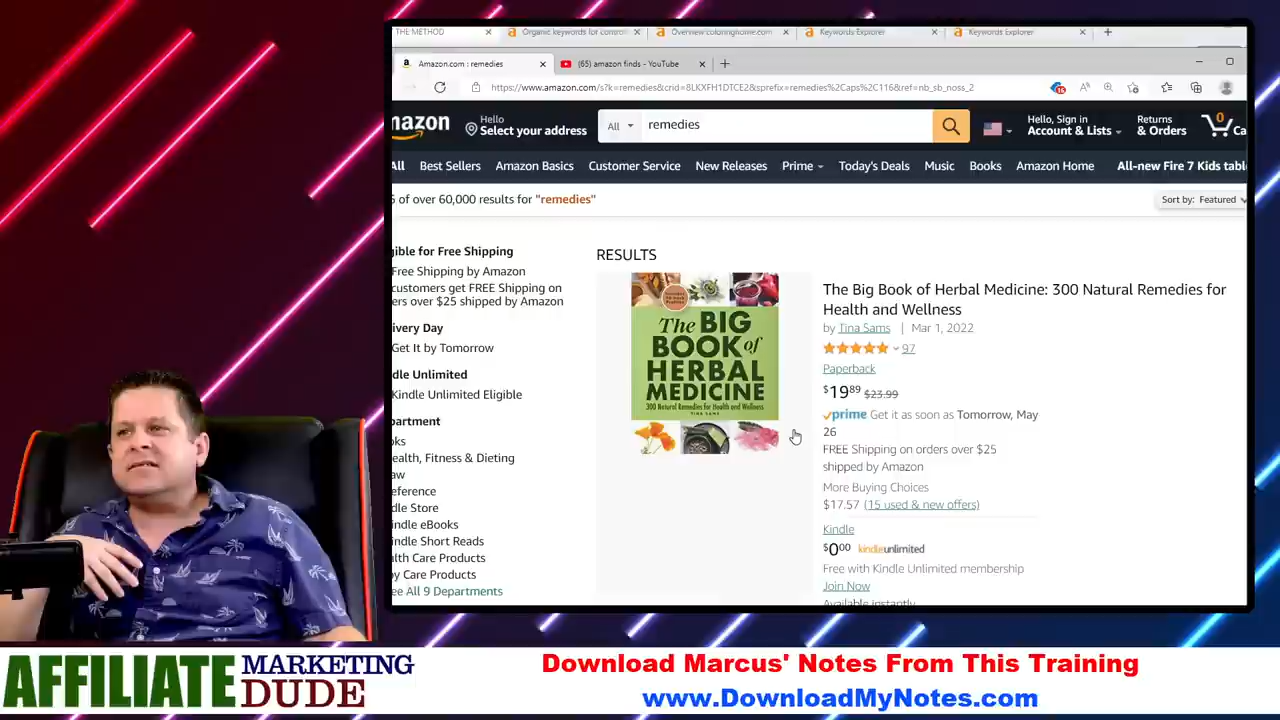 THE METHOD
Organic keywords for control
Overview: coloringhome.com
Keywords Explorer
Keywords Explorer
Amazon.com : remedies
(65) amazon finds - YouTube
https://www.amazon.com/s?k=remedies&crid=8LKXFH1DTCE2&sprefix=remedies%2Caps%2C116&ref=nb_sb_noss_2
16
mazon
Hello
Select your address
All
remedies
Hello, Sign in
Account & Lists
Returns
& Orders
0
Ca
All
Best Sellers
Amazon Basics
Customer Service
New Releases
Prime
Today's Deals
Music
Books
Amazon Home
All-new Fire 7 Kids tabl
6 of over 60,000 results for "remedies"
Sort by: Featured
gible for Free Shipping
Free Shipping by Amazon
customers get FREE Shipping on
ers over $25 shipped by Amazon
ivery Day
Get It by Tomorrow
dle Unlimited
Kindle Unlimited Eligible
partment
oks
ealth, Fitness & Dieting
aw
eference
dle Store
indle eBooks
indle Short Reads
alth Care Products
by Care Products
ee All 9 Departments
RESULTS
The BIG
BOOK of
HERBAL
MEDICINE
300 Natural Remedies for Health and Wellness
TINA SAMS
The Big Book of Herbal Medicine: 300 Natural Remedies for
Health and Wellness
by Tina Sams | Mar 1, 2022
97
Paperback
$19.89 $23.99
prime Get it as soon as Tomorrow, May
26
FREE Shipping on orders over $25
shipped by Amazon
More Buying Choices
$17.57 (15 used & new offers)
Kindle
$0.00 kindleunlimited
Free with Kindle Unlimited membership
Join Now
Available instantly
AFFILIATE MARKETING
DUDE
Download Marcus' Notes From This Training
www.DownloadMyNotes.com